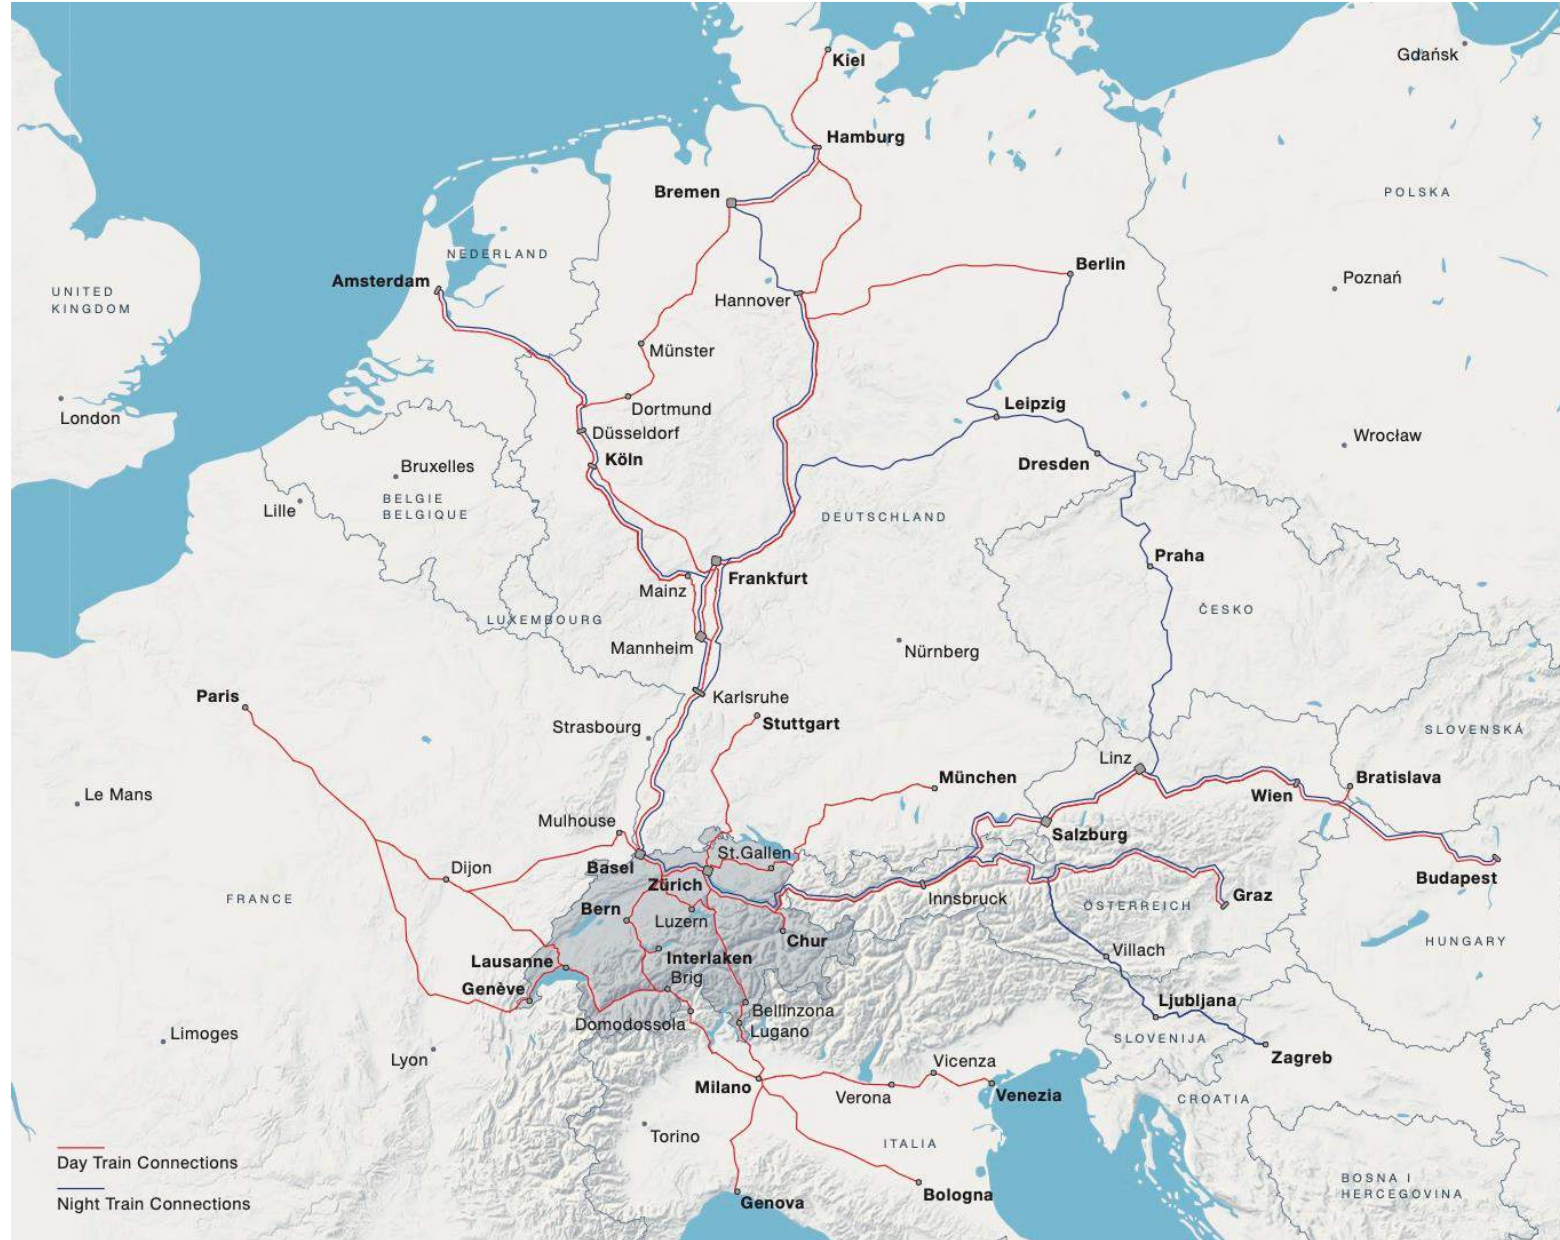 Kiel
Gdańsk
Hamburg
Bremen
POLSKA
NEDERLAND
Berlin
Amsterdam
Poznań
UNITED
KINGDOM
Hannover
Münster
Leipzig
Dortmund
London
Düsseldorf
Wrocław
Köln
Dresden
Bruxelles
BELGIE
BELGIQUE
Lille
DEUTSCHLAND
Praha
Frankfurt
Mainz
ČESKO
LUXEMBOURG
Mannheim
Nürnberg
Paris
Karlsruhe
Stuttgart
Strasbourg
SLOVENSKÁ
Linz
München
Bratislava
Le Mans
Wien
Mulhouse
Salzburg
St.Gallen
Basel
Dijon
Zürich
Budapest
FRANCE
Innsbruck
Graz
ÖSTERREICH
Bern
Luzern
Chur
HUNGARY
Villach
Lausanne
Interlaken
Brig
Genève
Ljubljana
Bellinzona
Domodossola
Lugano
Limoges
SLOVENIJA
Lyon
Zagreb
Vicenza
Milano
Verona
Venezia
CROATIA
Torino
ITALIA
Day Train Connections
BOSNA I
HERCEGOVINA
Bologna
Night Train Connections
Genova